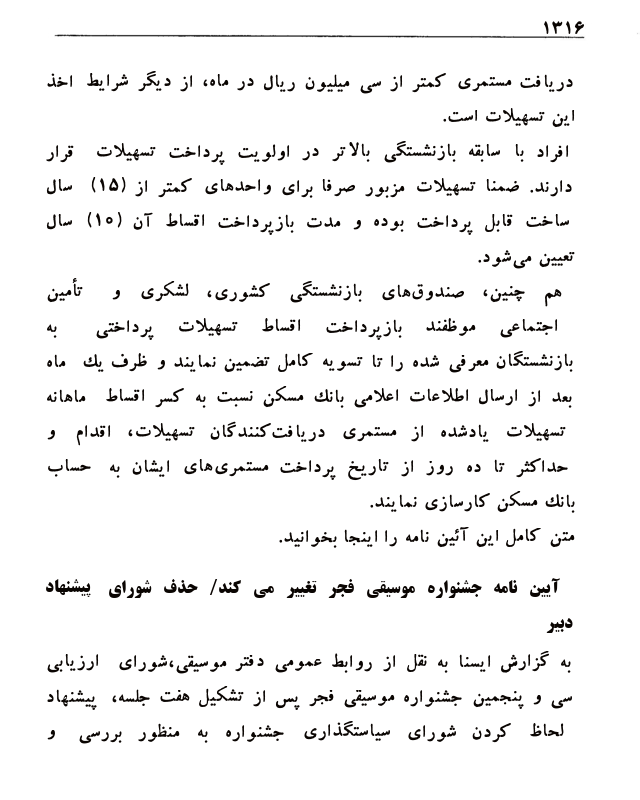 ۱۳۱۶
دریافت مستمری کمتر از سی میلیون ریال در ماه، از دیگر شرایط اخذ
این تسهیلات است.
افراد با سابقه بازنشستگی بالاتر در اولویت پرداخت تسهیلات قرار
دارند. ضمنا تسهیلات مزبور صرفا برای واحدهای کمتر از (۱۵) سال
ساخت قابل پرداخت بوده و مدت بازپرداخت اقساط آن (۱۰) سال
تعیین می‌شود.
هم چنین، صندوق‌های بازنشستگی کشوری، لشکری و تأمین
اجتماعی موظفند بازپرداخت اقساط تسهیلات پرداختی به
بازنشستگان معرفی شده را تا تسویه کامل تضمین نمایند و ظرف یك ماه
بعد از ارسال اطلاعات اعلامی بانك مسکن نسبت به کسر اقساط ماهانه
تسهیلات یادشده از مستمری دریافت‌کنندگان تسهیلات، اقدام و
حداکثر تا ده روز از تاریخ پرداخت مستمری‌های ایشان به حساب
بانك مسکن کارسازی نمایند.
متن کامل این آئین نامه را اینجا بخوانید.
آیین نامه جشنواره موسیقی فجر تغییر می کند/ حذف شورای پیشنهاد
دبیر
به گزارش ایسنا به نقل از روابط عمومی دفتر موسیقی،شورای ارزیابی
سی و پنجمین جشنواره موسیقی فجر پس از تشکیل هفت جلسه، پیشنهاد
لحاظ کردن شورای سیاستگذاری جشنواره به منظور بررسی و